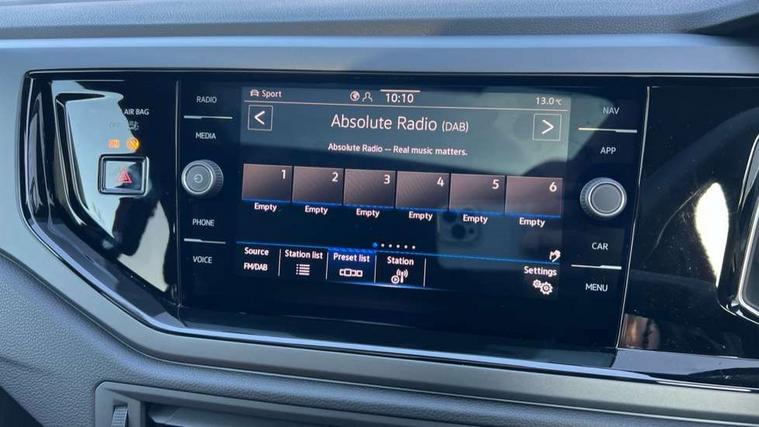 AIR BAG
OFF
ON
RADIO
MEDIA
PHONE
VOICE
Sport
10:10
13.0°C
<
Absolute Radio (DAB)
>
Absolute Radio -- Real music matters.
1 2 3 4 5 6
Empty Empty Empty Empty Empty Empty
Source Station list Preset list Station Settings
FM/DAB
NAV
APP
CAR
MENU